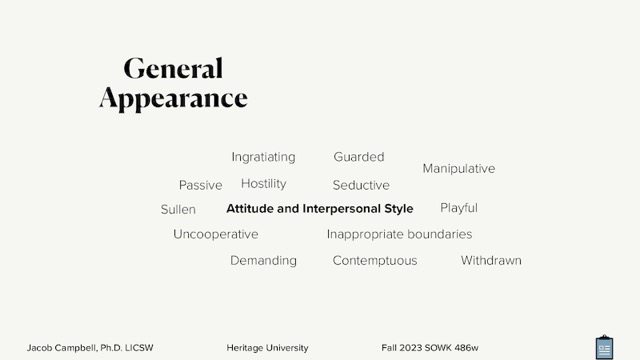 General
Appearance
Ingratiating Guarded
Manipulative
Passive Hostility Seductive
Sullen Attitude and Interpersonal Style Playful
Uncooperative Inappropriate boundaries
Demanding Contemptuous Withdrawn
Jacob Campbell, Ph.D. LICSW Heritage University Fall 2023 SOWK 486w